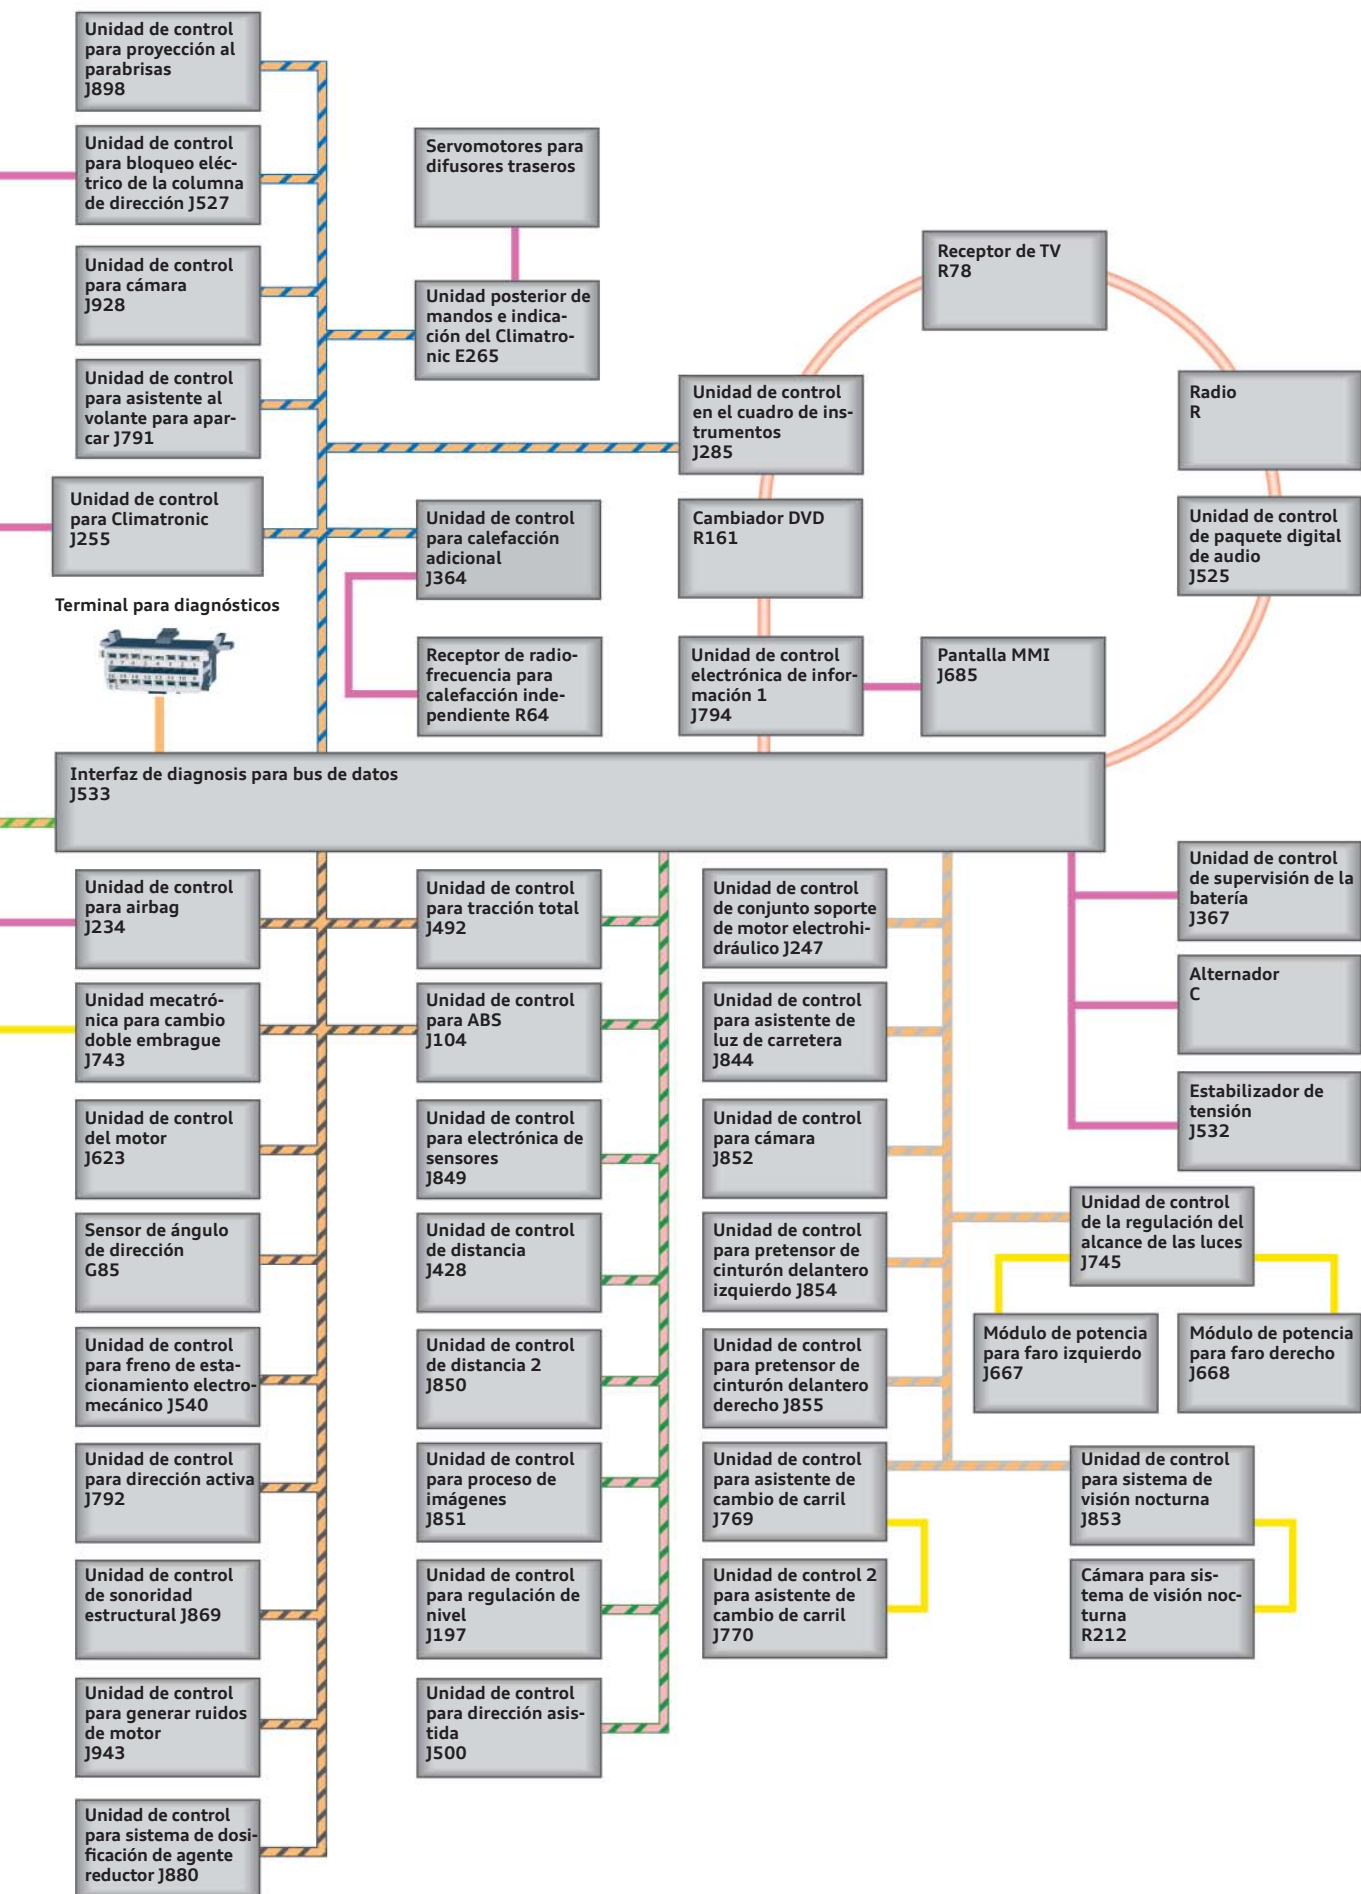 Unidad de control
para proyección al
parabrisas
J898
Unidad de control
para bloqueo eléc-
trico de la columna
de dirección J527
Unidad de control
para cámara
J928
Unidad de control
para asistente al
volante para apar-
car J791
Unidad de control
para Climatronic
J255
Servomotores para
difusores traseros
Unidad posterior de
mandos e indica-
ción del Climatro-
nic E265
Unidad de control
para calefacción
adicional
J364
Receptor de radio-
frecuencia para
calefacción inde-
pendiente R64
Unidad de control
en el cuadro de ins-
trumentos
J285
Cambiador DVD
R161
Unidad de control
electrónica de infor-
mación 1
J794
Receptor de TV
R78
Radio
R
Unidad de control
de paquete digital
de audio
J525
Pantalla MMI
J685
Terminal para diagnósticos
Interfaz de diagnosis para bus de datos
J533
Unidad de control
para airbag
J234
Unidad mecatró-
nica para cambio
doble embrague
J743
Unidad de control
del motor
J623
Sensor de ángulo
de dirección
G85
Unidad de control
para freno de esta-
cionamiento electro-
mecánico J540
Unidad de control
para dirección activa
J792
Unidad de control
de sonoridad
estructural J869
Unidad de control
para generar ruidos
de motor
J943
Unidad de control
para sistema de dosi-
ficación de agente
reductor J880
Unidad de control
para tracción total
J492
Unidad de control
para ABS
J104
Unidad de control
para electrónica de
sensores
J849
Unidad de control
de distancia
J428
Unidad de control
de distancia 2
J850
Unidad de control
para proceso de
imágenes
J851
Unidad de control
para regulación de
nivel
J197
Unidad de control
para dirección asis-
tida
J500
Unidad de control
de conjunto soporte
de motor electrohi-
dráulico J247
Unidad de control
para asistente de
luz de carretera
J844
Unidad de control
para cámara
J852
Unidad de control
para pretensor de
cinturón delantero
izquierdo J854
Unidad de control
para pretensor de
cinturón delantero
derecho J855
Unidad de control
para asistente de
cambio de carril
J769
Unidad de control 2
para asistente de
cambio de carril
J770
Unidad de control
de supervisión de la
batería
J367
Alternador
C
Estabilizador de
tensión
J532
Unidad de control
de la regulación del
alcance de las luces
J745
Módulo de potencia
para faro izquierdo
J667
Módulo de potencia
para faro derecho
J668
Unidad de control
para sistema de
visión nocturna
J853
Cámara para sis-
tema de visión noc-
turna
R212